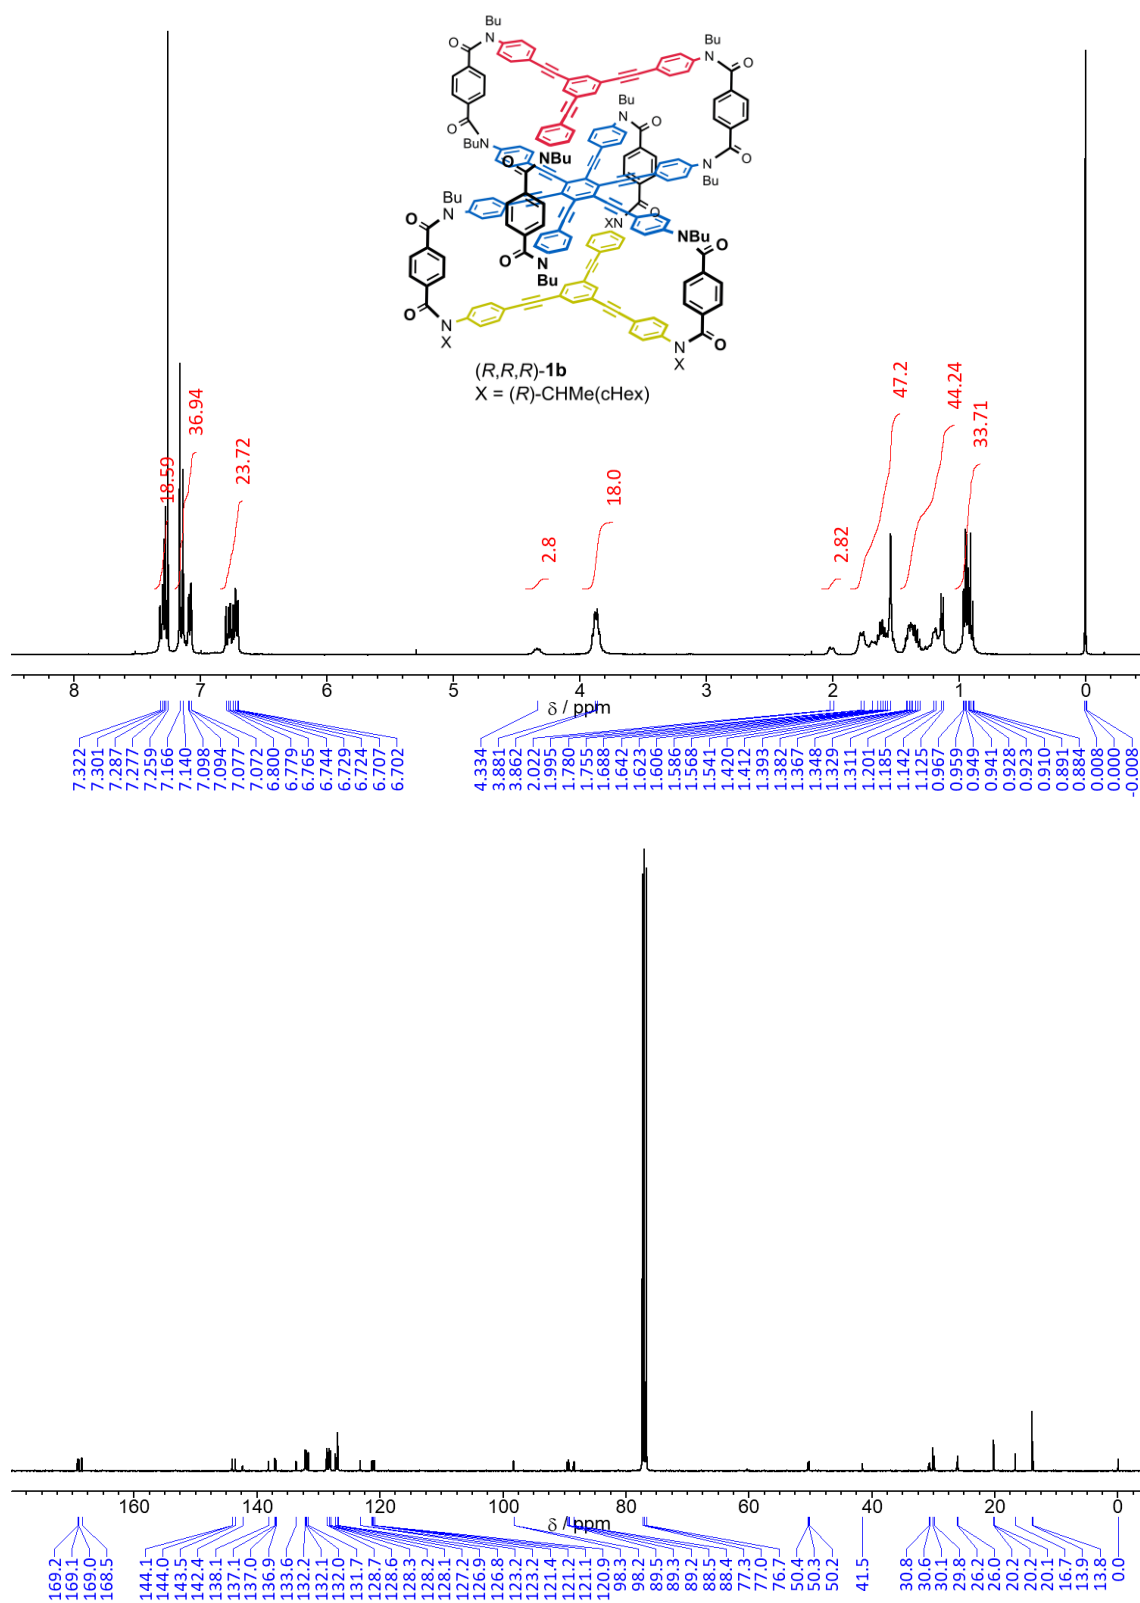 Bu
Bu
O
N
N
O
Bu
Bu
N
N
O
O
O
O
N
Bu
O
NBu
N
Bu
Bu
N
O
XN
O
O
NBu
O
O
N
Bu
O
N
X
O
N
X
(R,R,R)-1b
X = (R)-CHMe(cHex)
18.59
36.94
23.72
2.8
18.0
2.82
47.2
44.24
33.71
8 7 6 5 4 3 2 1 0
δ / ppm
7.322
7.301
7.287
7.277
7.259
7.166
7.140
7.098
7.094
7.077
7.072
6.800
6.779
6.765
6.744
6.729
6.724
6.707
6.702
4.334
3.881
3.862
2.022
1.995
1.780
1.755
1.688
1.642
1.623
1.606
1.586
1.568
1.541
1.420
1.412
1.393
1.382
1.367
1.348
1.329
1.311
1.201
1.185
1.142
1.125
0.967
0.959
0.949
0.941
0.928
0.923
0.910
0.891
0.884
0.008
0.000
-0.008
160 140 120 100 80 60 40 20 0
δ / ppm
169.2
169.1
169.0
168.5
144.1
144.0
143.5
142.4
138.1
137.1
137.0
136.9
133.6
132.2
132.1
132.0
131.7
128.7
128.6
128.3
128.2
128.1
127.2
126.9
126.8
123.2
123.2
121.4
121.2
121.1
120.9
98.3
98.2
89.5
89.3
89.2
88.5
88.4
77.3
77.0
76.7
50.4
50.3
50.2
41.5
30.8
30.6
30.1
29.8
26.2
26.0
20.2
20.2
20.1
16.7
13.9
13.8
0.0